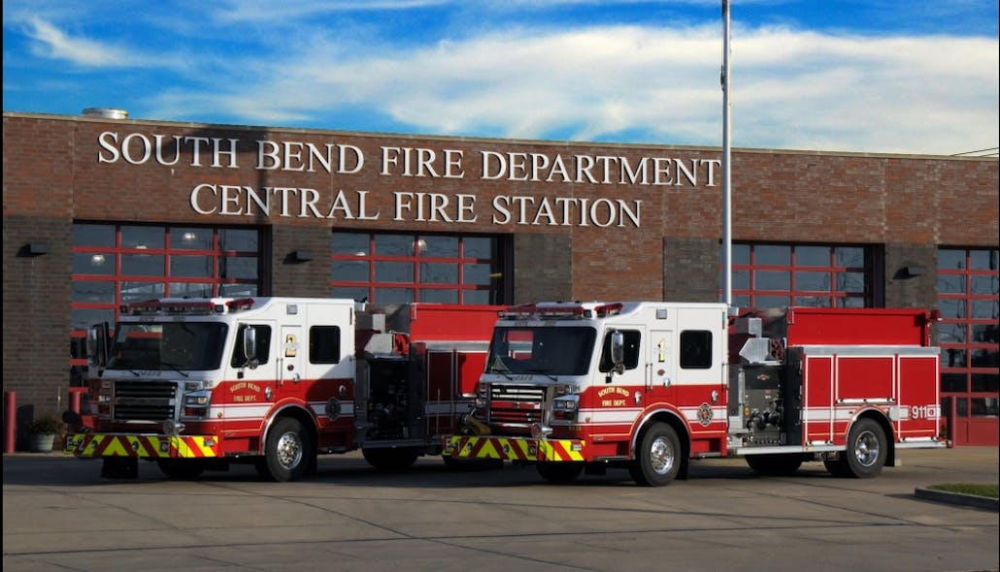 SOUTH BEND FIRE DEPARTMENT
CENTRAL FIRE STATION
2
SOUTH BEND
FIRE DEPT.
1
SOUTH BEND
FIRE DEPT.
911